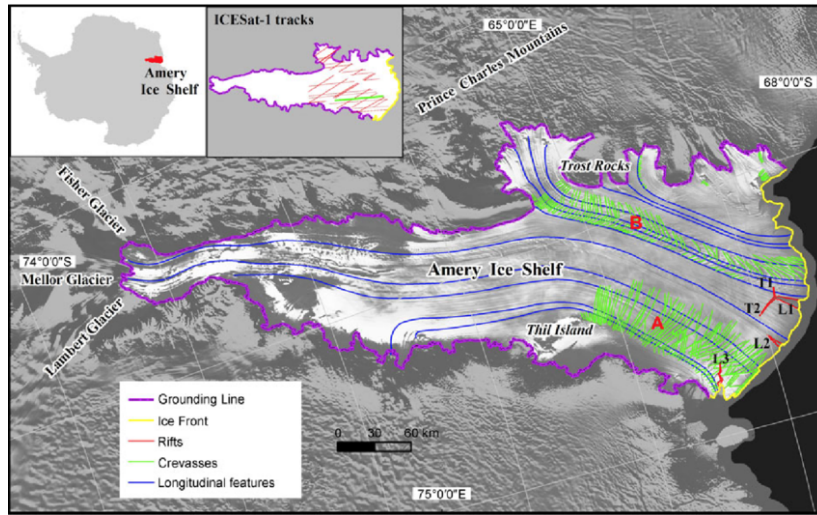 ICESat-1 tracks
Amery
Ice Shelf
65°0'0"E
Prince Charles Mountains
68°0'0"S
Trost Rocks
Fisher Glacier
B
74°0'0"S
Mellor Glacier
Amery Ice Shelf
T1
T2
L1
Lambert Glacier
A
Thil Island
L2
L3
Grounding Line
Ice Front
Rifts
Crevasses
Longitudinal features
0 30 60 km
75°0'0"E